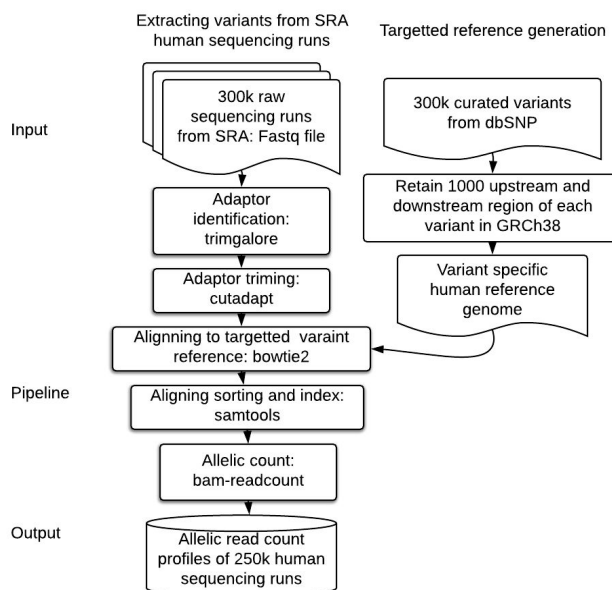 Extracting variants from SRA
human sequencing runs
Targetted reference generation
Input
300k raw
sequencing runs
from SRA: Fastq file
300k curated variants
from dbSNP
Adaptor
identification:
trimgalore
Retain 1000 upstream and
downstream region of each
variant in GRCh38
Adaptor triming:
cutadapt
Variant specific
human reference
genome
Alignning to targetted varaint
reference: bowtie2
Pipeline
Aligning sorting and index:
samtools
Allelic count:
bam-readcount
Output
Allelic read count
profiles of 250k human
sequencing runs